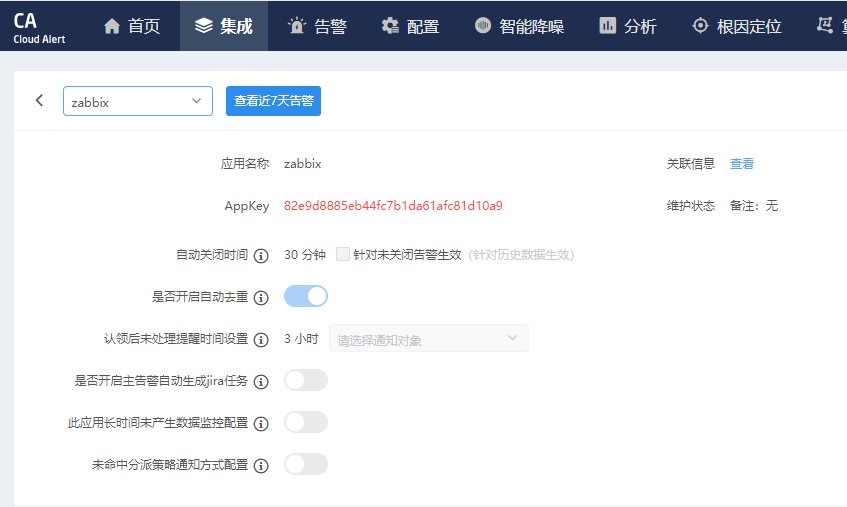 CA
Cloud Alert
首页
集成
告警
配置
智能降噪
分析
根因定位
zabbix
查看近7天告警
应用名称 zabbix
关联信息 查看
AppKey 82e9d8885eb44fc7b1da61afc81d10a9
维护状态 备注：无
自动关闭时间 30 分钟 针对未关闭告警生效 (针对历史数据生效)
是否开启自动去重
认领后未处理提醒时间设置 3 小时 请选择通知对象
是否开启主告警自动生成jira任务
此应用长时间未产生数据监控配置
未命中分派策略通知方式配置